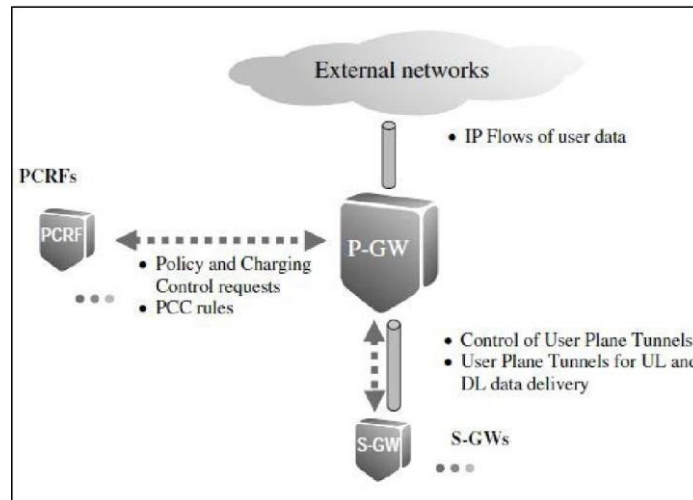 External networks
• IP Flows of user data
PCRFs
PCRF
P-GW
• Policy and Charging
Control requests
• PCC rules
• Control of User Plane Tunnels
• User Plane Tunnels for UL and
DL data delivery
S-GW
S-GWs